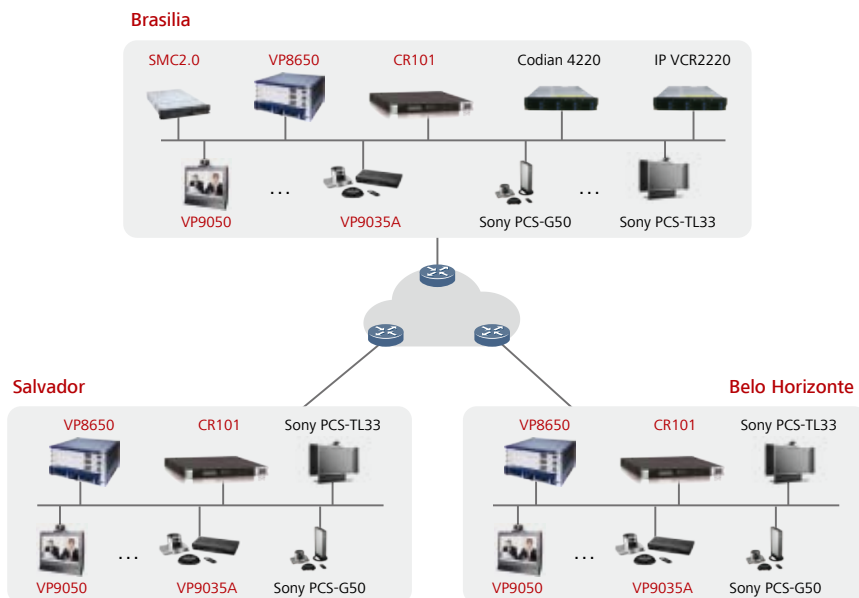 Brasilia
SMC2.0 VP8650 CR101 Codian 4220 IP VCR2220
... ...
VP9050 VP9035A Sony PCS-G50 Sony PCS-TL33
Salvador
VP8650 CR101 Sony PCS-TL33
...
VP9050 VP9035A Sony PCS-G50
Belo Horizonte
VP8650 CR101 Sony PCS-TL33
...
VP9050 VP9035A Sony PCS-G50